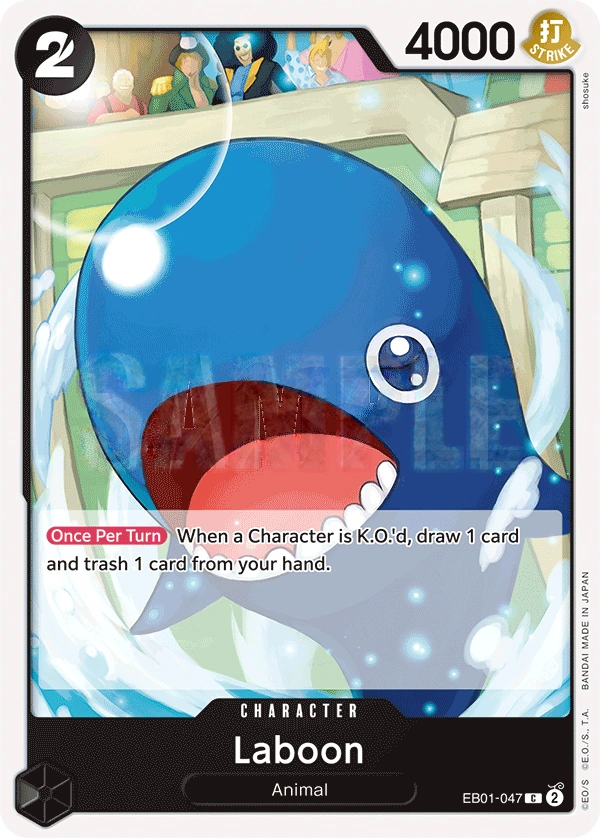 2
4000
打
STRIKE
shosuke
SAMPLE
Once Per Turn When a Character is K.O.'d, draw 1 card
and trash 1 card from your hand.
CHARACTER
Laboon
Animal
EB01-047 C 2
©EO/S ©E.O./S., T.A. BANDAI MADE IN JAPAN